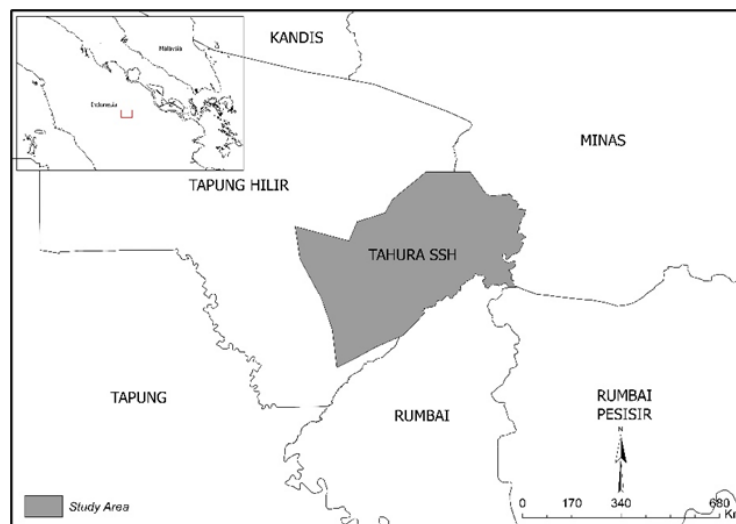 KANDIS
Malaysia
Indonesia
MINAS
TAPUNG HILIR
TAHURA SSH
TAPUNG
RUMBAI
RUMBAI
PESISIR
N
Study Area
0 170 340 680